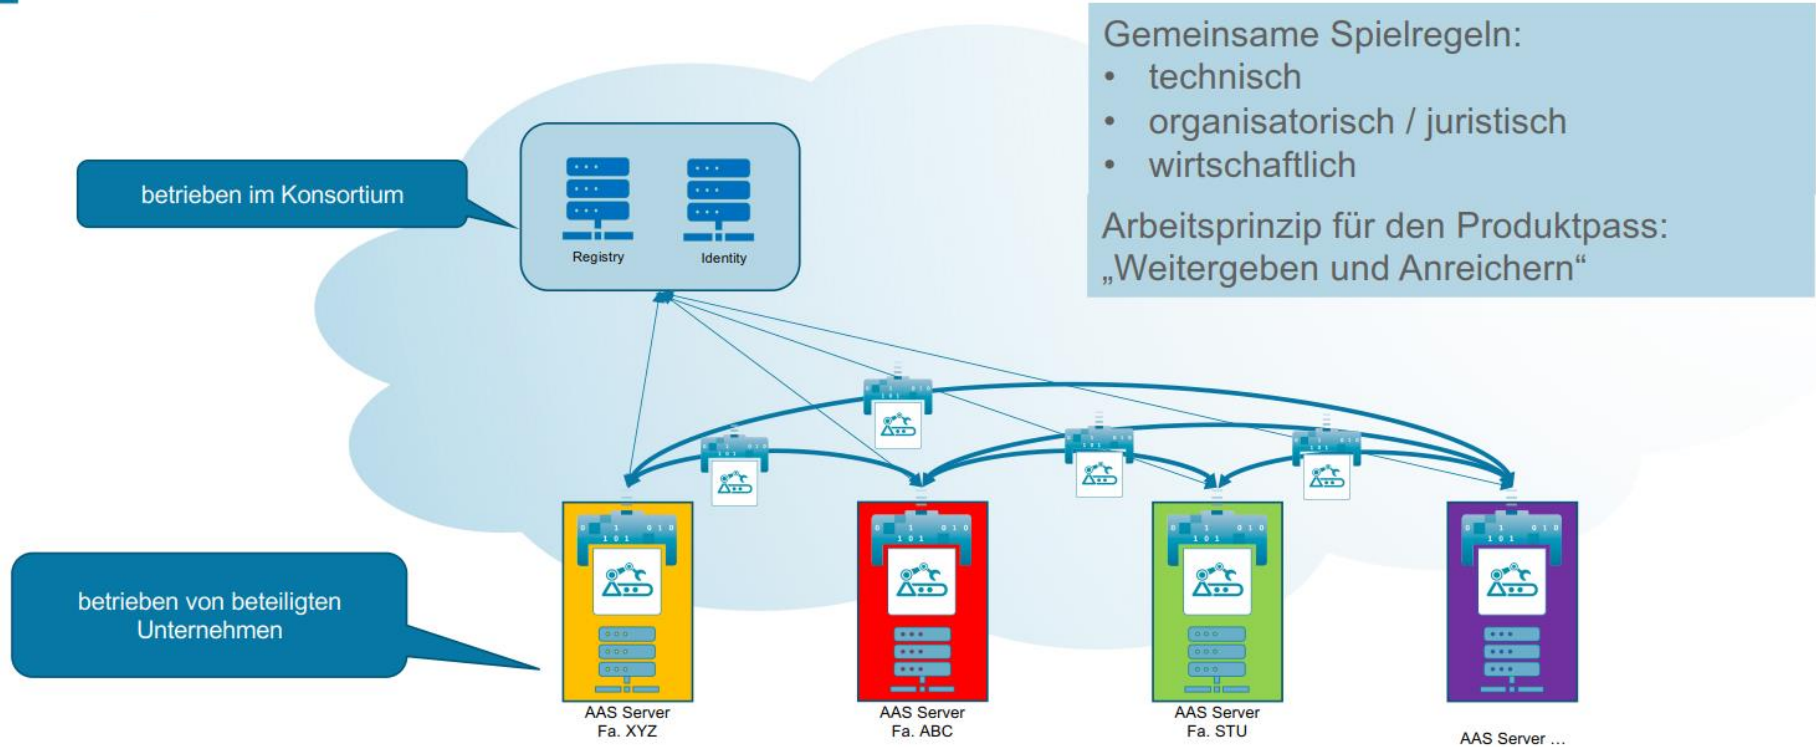 Gemeinsame Spielregeln:
• technisch
• organisatorisch / juristisch
• wirtschaftlich
Arbeitsprinzip für den Produktpass:
„Weitergeben und Anreichern“
betrieben im Konsortium
Registry
Identity
betrieben von beteiligten
Unternehmen
AAS Server
Fa. XYZ
AAS Server
Fa. ABC
AAS Server
Fa. STU
AAS Server ...